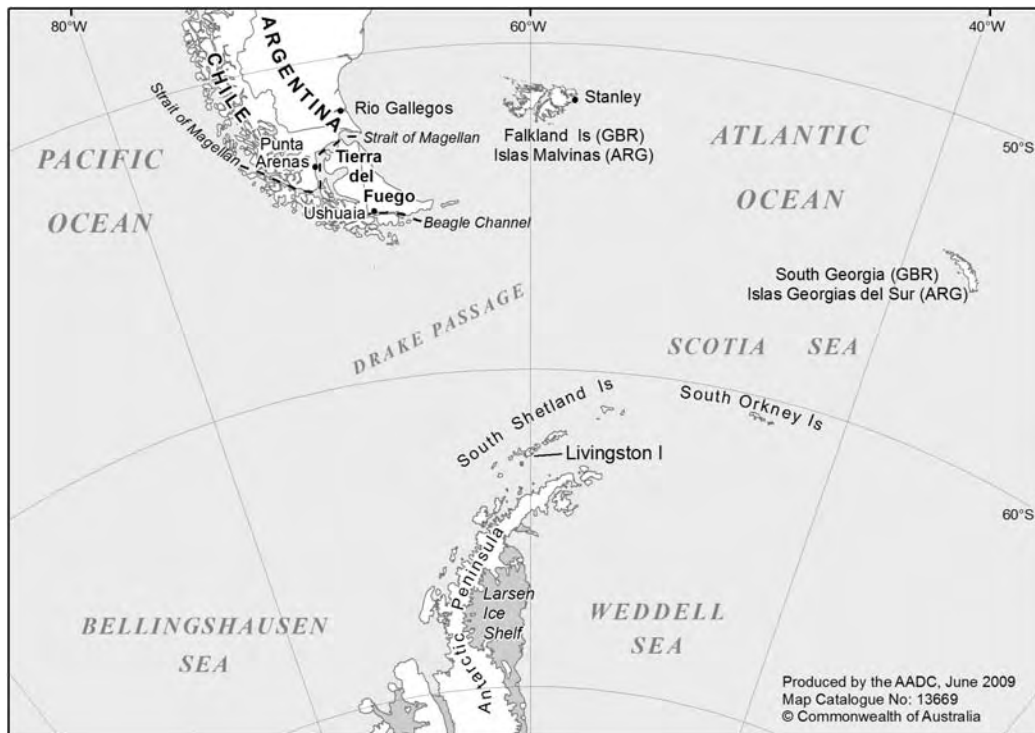 80°W
60°W
40°W
ARGENTINA
CHILE
Rio Gallegos
Stanley
Strait of Magellan
Strait of Magellan
Falkland Is (GBR)
Islas Malvinas (ARG)
ATLANTIC
OCEAN
50°S
PACIFIC
OCEAN
Punta
Arenas
Tierra
del
Fuego
Ushuaia
Beagle Channel
South Georgia (GBR)
Islas Georgias del Sur (ARG)
DRAKE PASSAGE
SCOTIA SEA
South Shetland Is
South Orkney Is
Livingston I
60°S
Antarctic Peninsula
Larsen
Ice
Shelf
BELLINGSHAUSEN
SEA
WEDDELL
SEA
Produced by the AADC, June 2009
Map Catalogue No: 13669
© Commonwealth of Australia